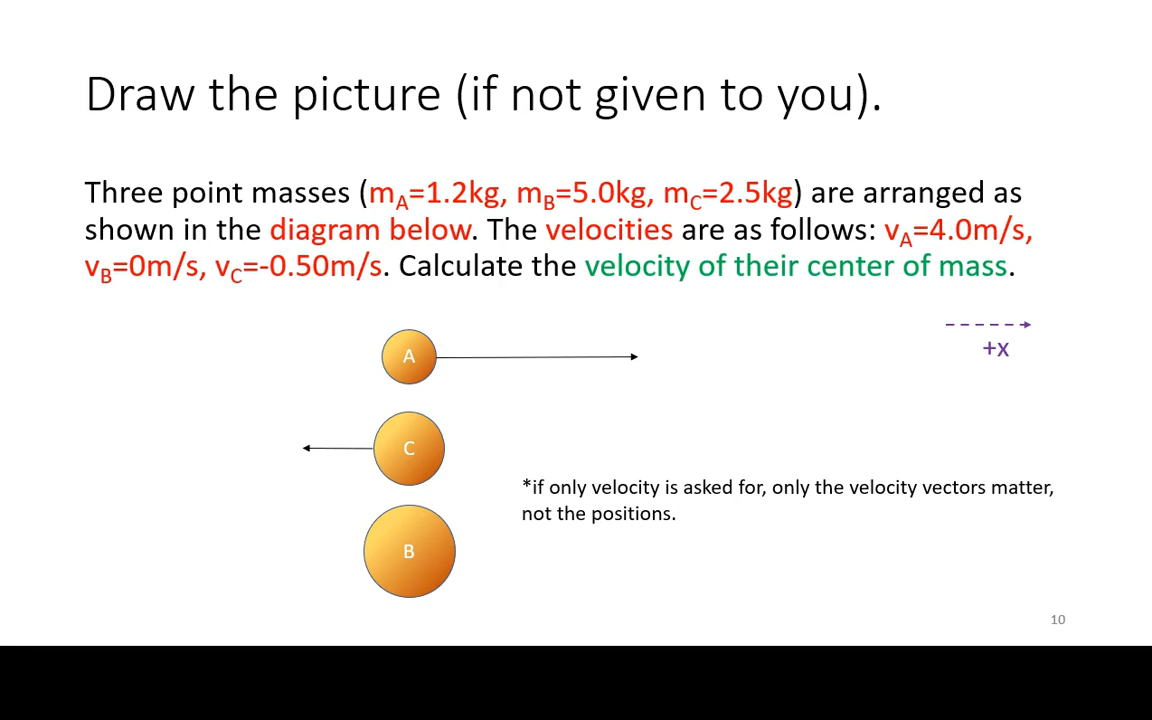 Draw the picture (if not given to you).
Three point masses (mA=1.2kg, mB=5.0kg, mC=2.5kg) are arranged as
shown in the diagram below. The velocities are as follows: vA=4.0m/s,
vB=0m/s, vC=-0.50m/s. Calculate the velocity of their center of mass.
+x
A
C
*if only velocity is asked for, only the velocity vectors matter,
not the positions.
B
10